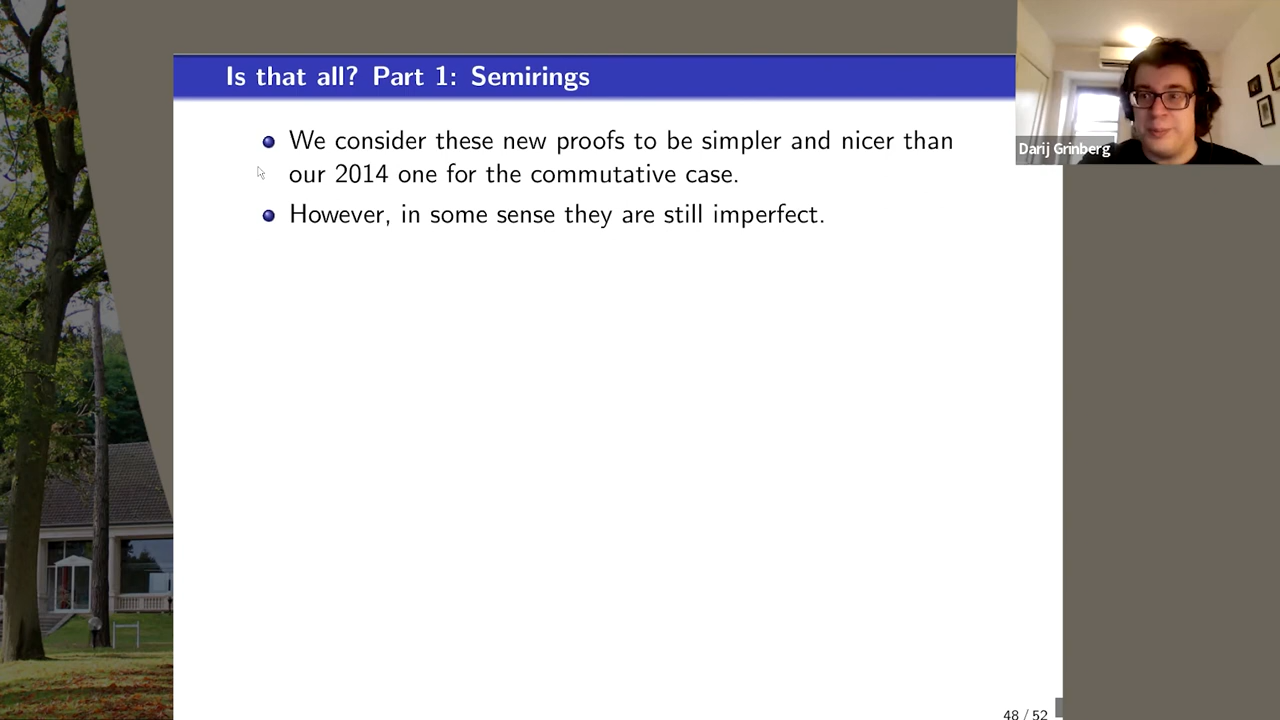 Is that all? Part 1: Semirings
We consider these new proofs to be simpler and nicer than
our 2014 one for the commutative case.
However, in some sense they are still imperfect.
Darij Grinberg
48 / 52